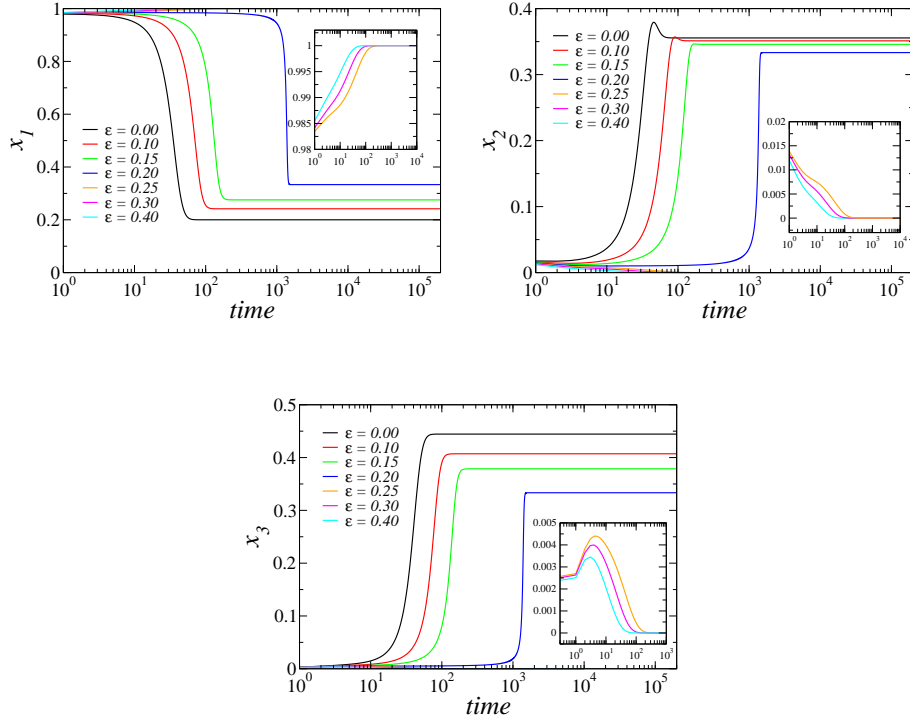 x1
1
0.8
0.6
0.4
0.2
0
10^0 10^1 10^2 10^3 10^4 10^5
time
ε = 0.00
ε = 0.10
ε = 0.15
ε = 0.20
ε = 0.25
ε = 0.30
ε = 0.40
1
0.995
0.99
0.985
0.98
10^0 10^1 10^2 10^3 10^4
x2
0.4
0.3
0.2
0.1
0
10^0 10^1 10^2 10^3 10^4 10^5
time
ε = 0.00
ε = 0.10
ε = 0.15
ε = 0.20
ε = 0.25
ε = 0.30
ε = 0.40
0.02
0.015
0.01
0.005
0
10^0 10^1 10^2 10^3 10^4
x3
0.5
0.4
0.3
0.2
0.1
0
10^0 10^1 10^2 10^3 10^4 10^5
time
ε = 0.00
ε = 0.10
ε = 0.15
ε = 0.20
ε = 0.25
ε = 0.30
ε = 0.40
0.005
0.004
0.003
0.002
0.001
0
10^0 10^1 10^2 10^3